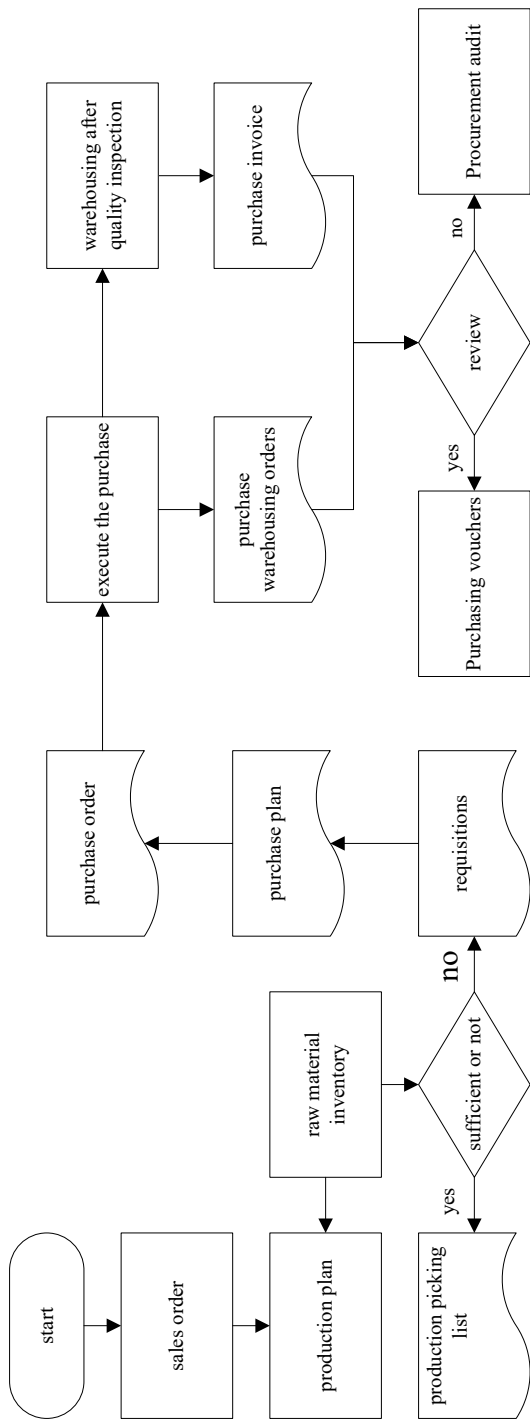 start
sales order
production plan
raw material
inventory
sufficient or not
yes
production picking
list
no
requisitions
purchase plan
purchase order
execute the purchase
purchase
warehousing orders
warehousing after
quality inspection
purchase invoice
review
yes
Purchasing vouchers
no
Procurement audit